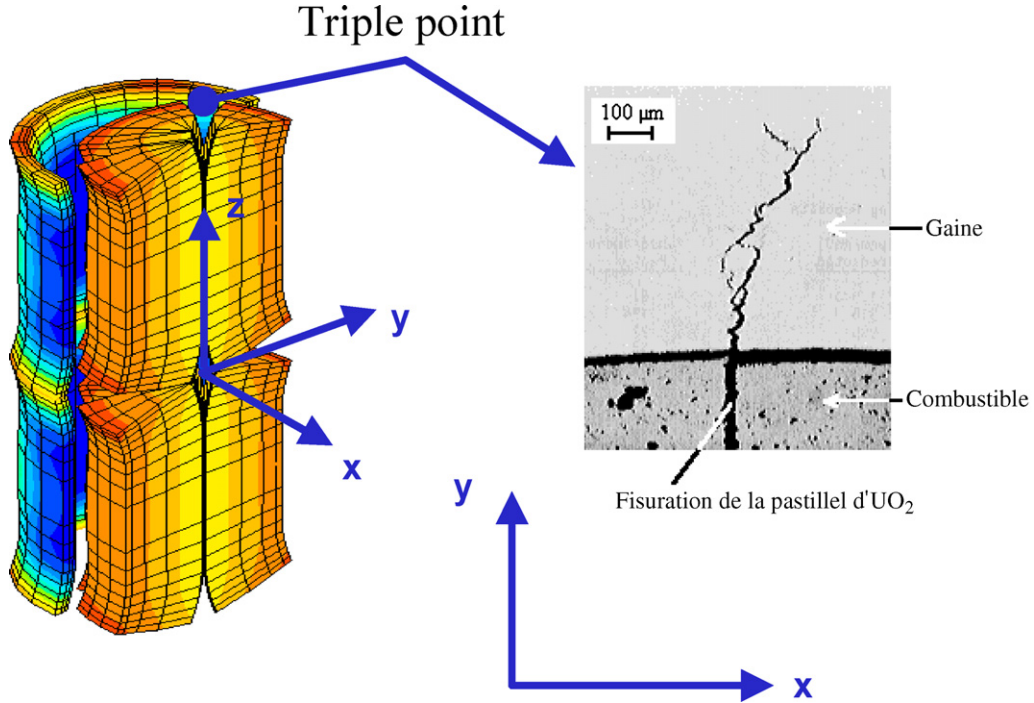 Triple point
100 µm
z
Gaine
y
x
Combustible
y
Fisuration de la pastillel d'UO2
x